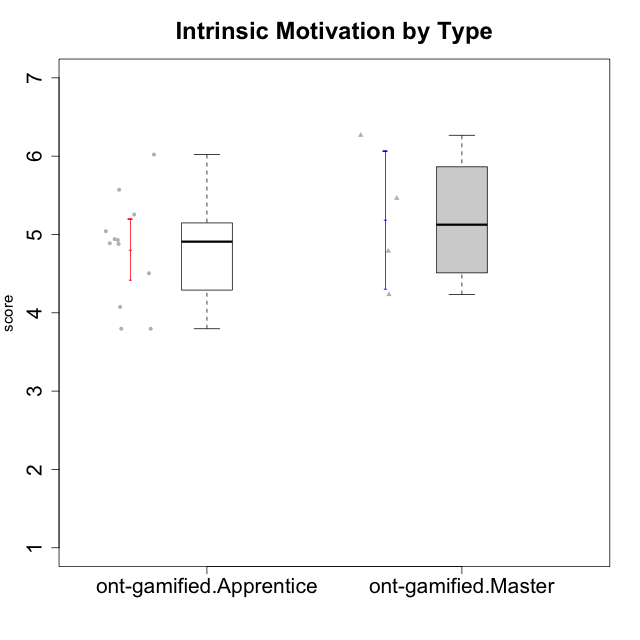 Intrinsic Motivation by Type
7
6
5
4
3
2
1
score
ont-gamified.Apprentice
ont-gamified.Master